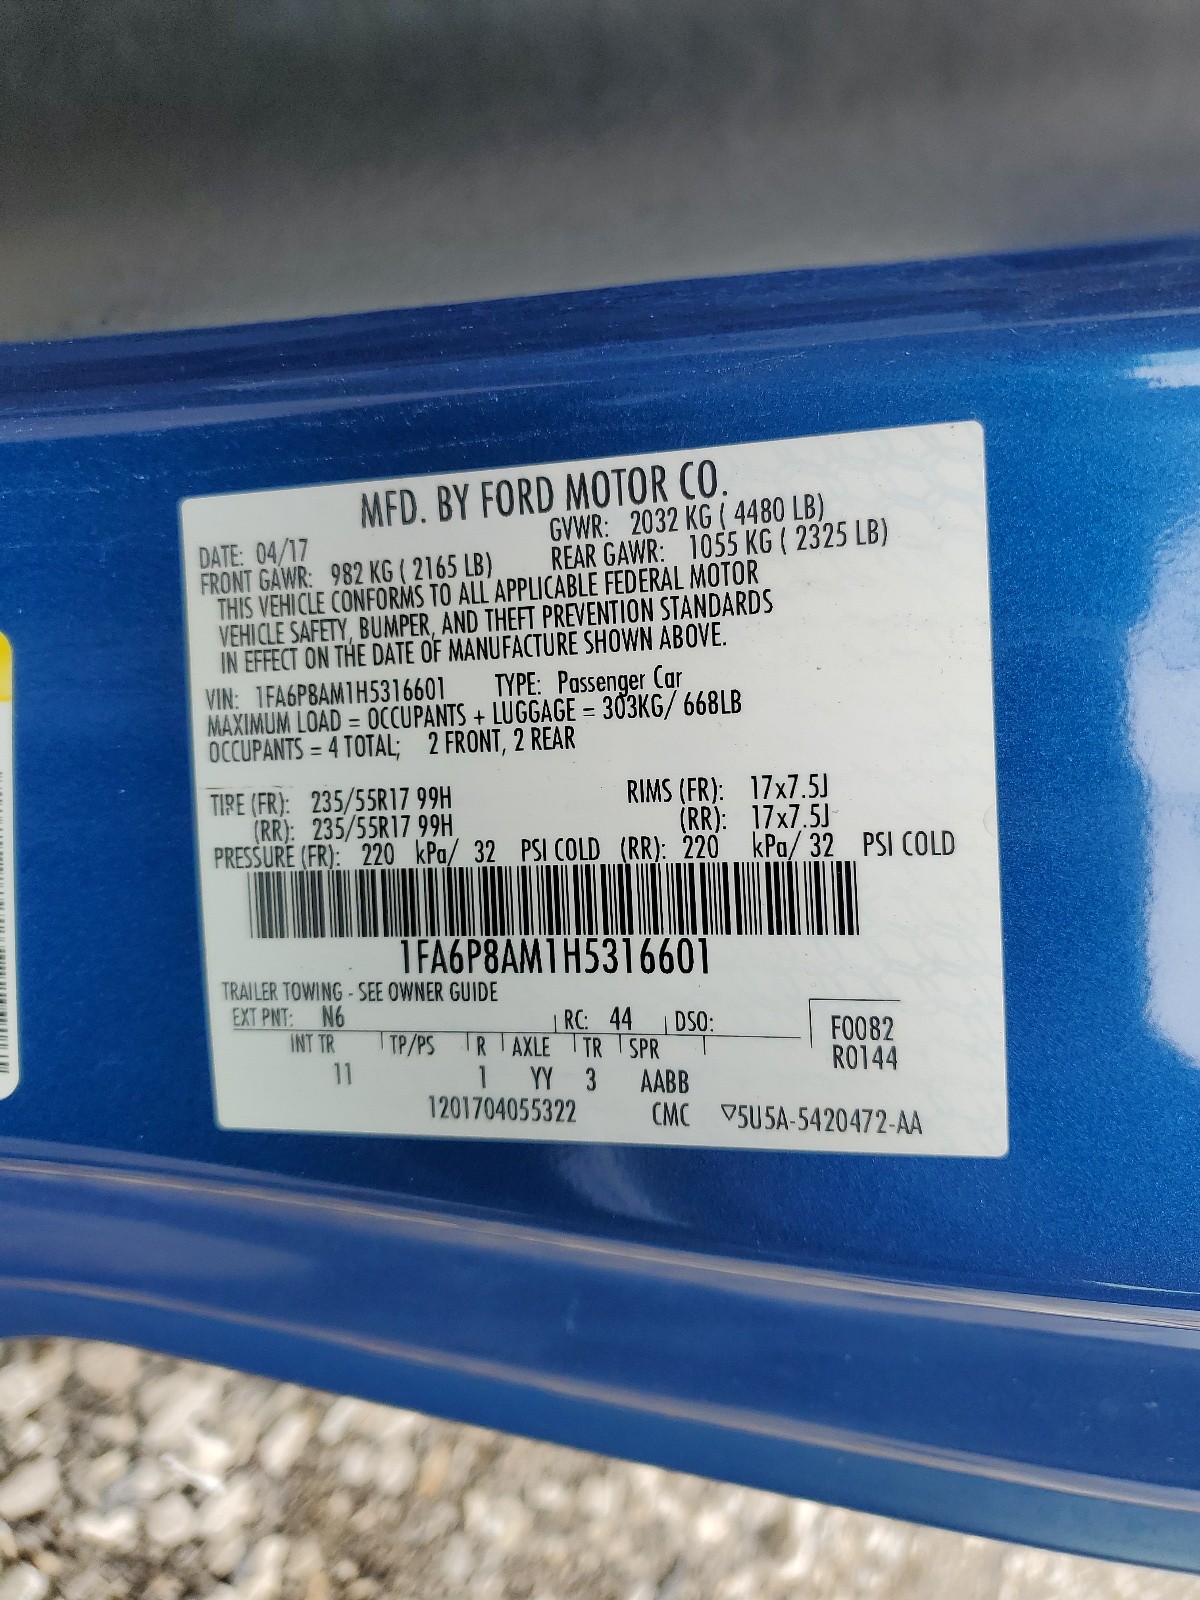 MFD. BY FORD MOTOR CO.
DATE: 04/17 GVWR: 2032 KG ( 4480 LB)
FRONT GAWR: 982 KG ( 2165 LB) REAR GAWR: 1055 KG ( 2325 LB)
THIS VEHICLE CONFORMS TO ALL APPLICABLE FEDERAL MOTOR
VEHICLE SAFETY, BUMPER, AND THEFT PREVENTION STANDARDS
IN EFFECT ON THE DATE OF MANUFACTURE SHOWN ABOVE.
VIN: 1FA6P8AM1H5316601 TYPE: Passenger Car
MAXIMUM LOAD = OCCUPANTS + LUGGAGE = 303KG/ 668LB
OCCUPANTS = 4 TOTAL; 2 FRONT, 2 REAR
TIRE (FR): 235/55R17 99H RIMS (FR): 17x7.5J
(RR): 235/55R17 99H (RR): 17x7.5J
PRESSURE (FR): 220 kPa/ 32 PSI COLD (RR): 220 kPa/ 32 PSI COLD
1FA6P8AM1H5316601
TRAILER TOWING - SEE OWNER GUIDE
EXT PNT: N6 RC: 44 DSO: F0082
INT TR TP/PS R AXLE TR SPR R0144
11 1 YY 3 AABB
1201704055322 CMC ▽5U5A-5420472-AA